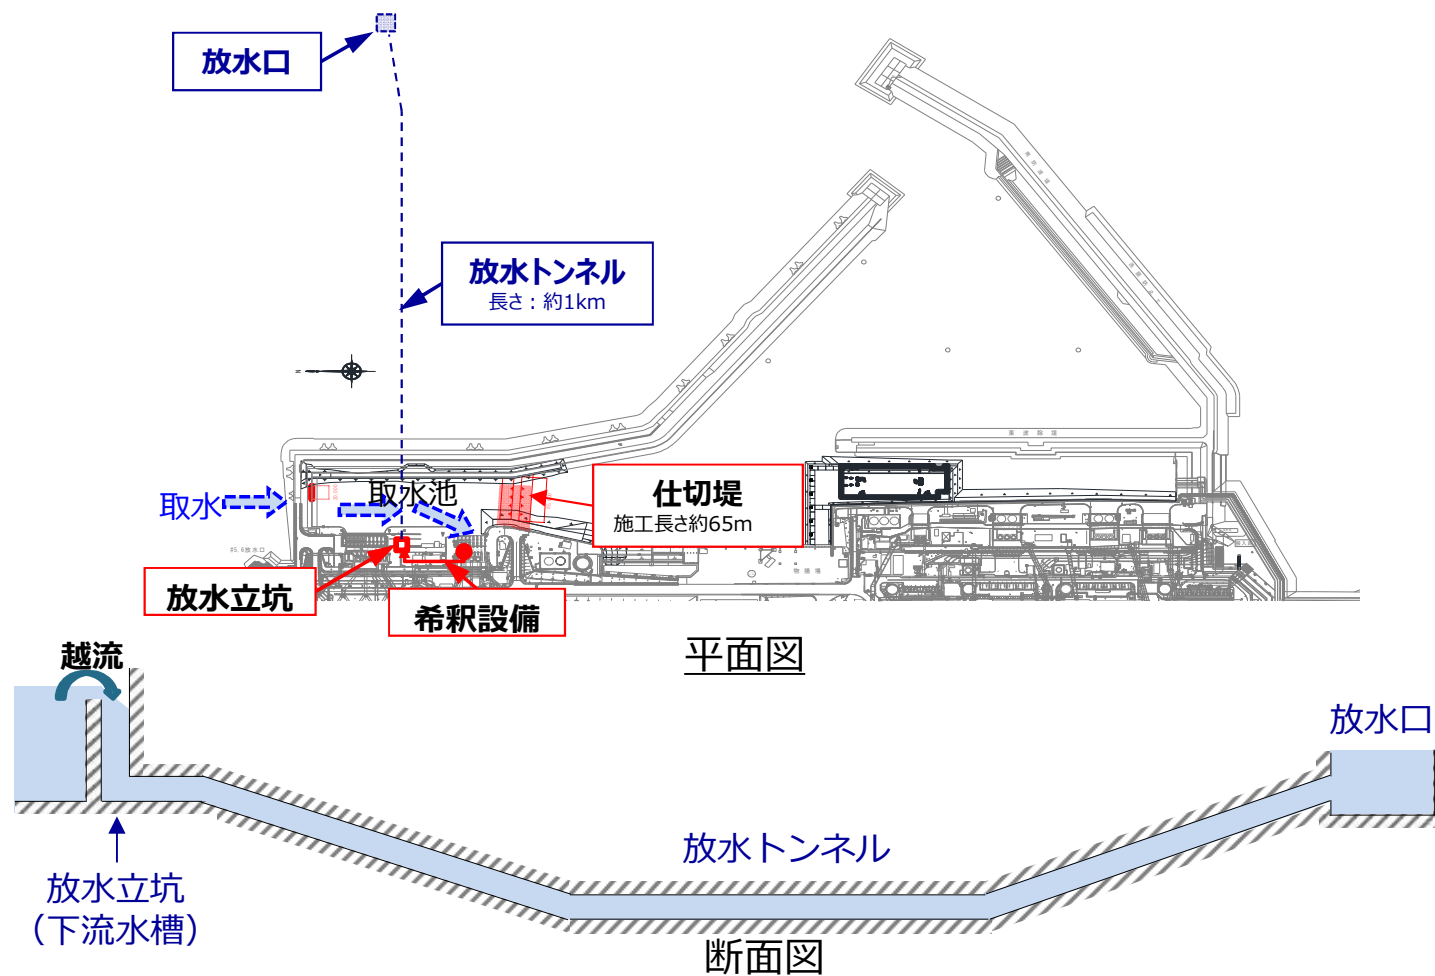 放水口
放水トンネル
長さ：約1km
取水
取水池
仕切堤
施工長さ約65m
物揚場
放水立坑
希釈設備
平面図
越流
放水口
放水トンネル
放水立坑
（下流水槽）
断面図